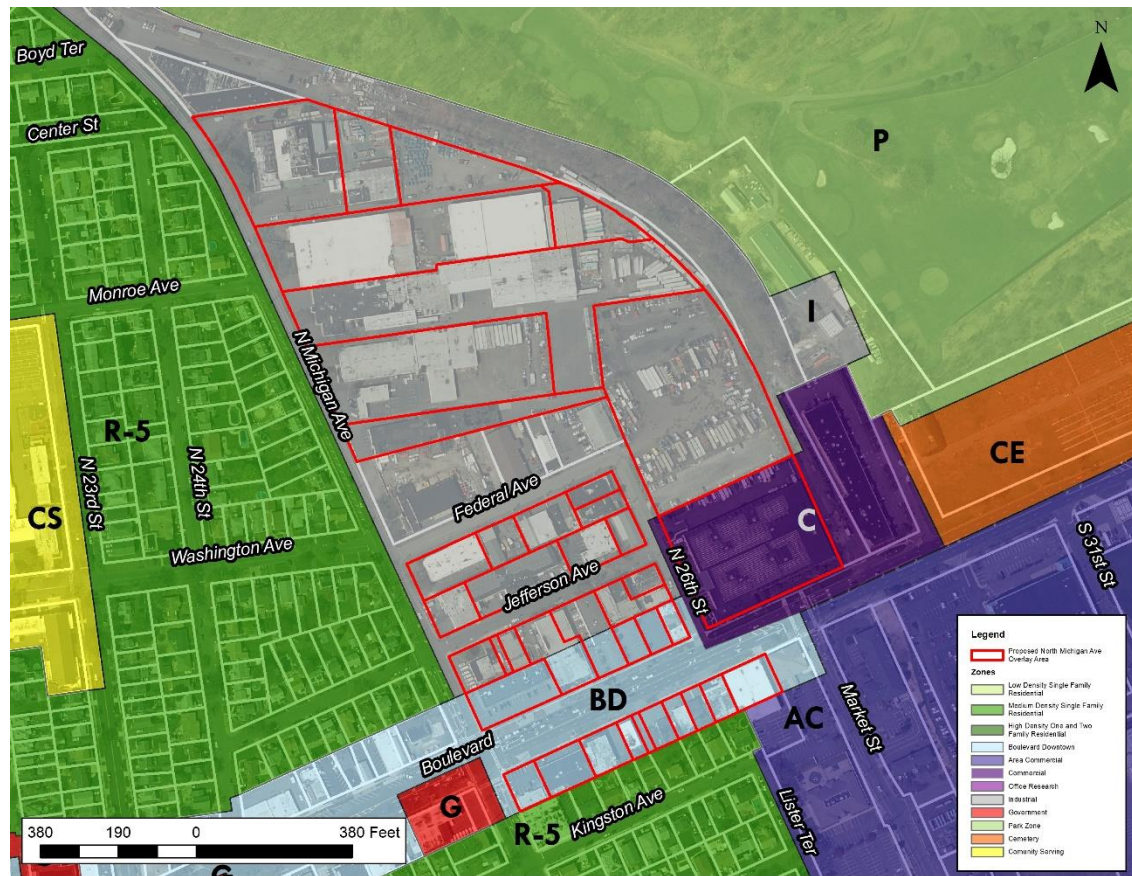 N
Boyd Ter
Center St
P
Monroe Ave
I
N Michigan Ave
R-5
CS
N 23rd St
N 24th St
CE
Federal Ave
C
Washington Ave
S 31st St
Jefferson Ave
N 26th St
BD
AC
Market St
Boulevard
G
R-5
Kingston Ave
Lister Ter
380 190 0 380 Feet
G
Legend
Proposed North Michigan Ave
Overlay Area
Zones
Low Density Single Family
Residential
Medium Density Single Family
Residential
High Density One and Two
Family Residential
Boulevard Downtown
Area Commercial
Commercial
Office Research
Industrial
Government
Park Zone
Cemetery
Comunity Serving